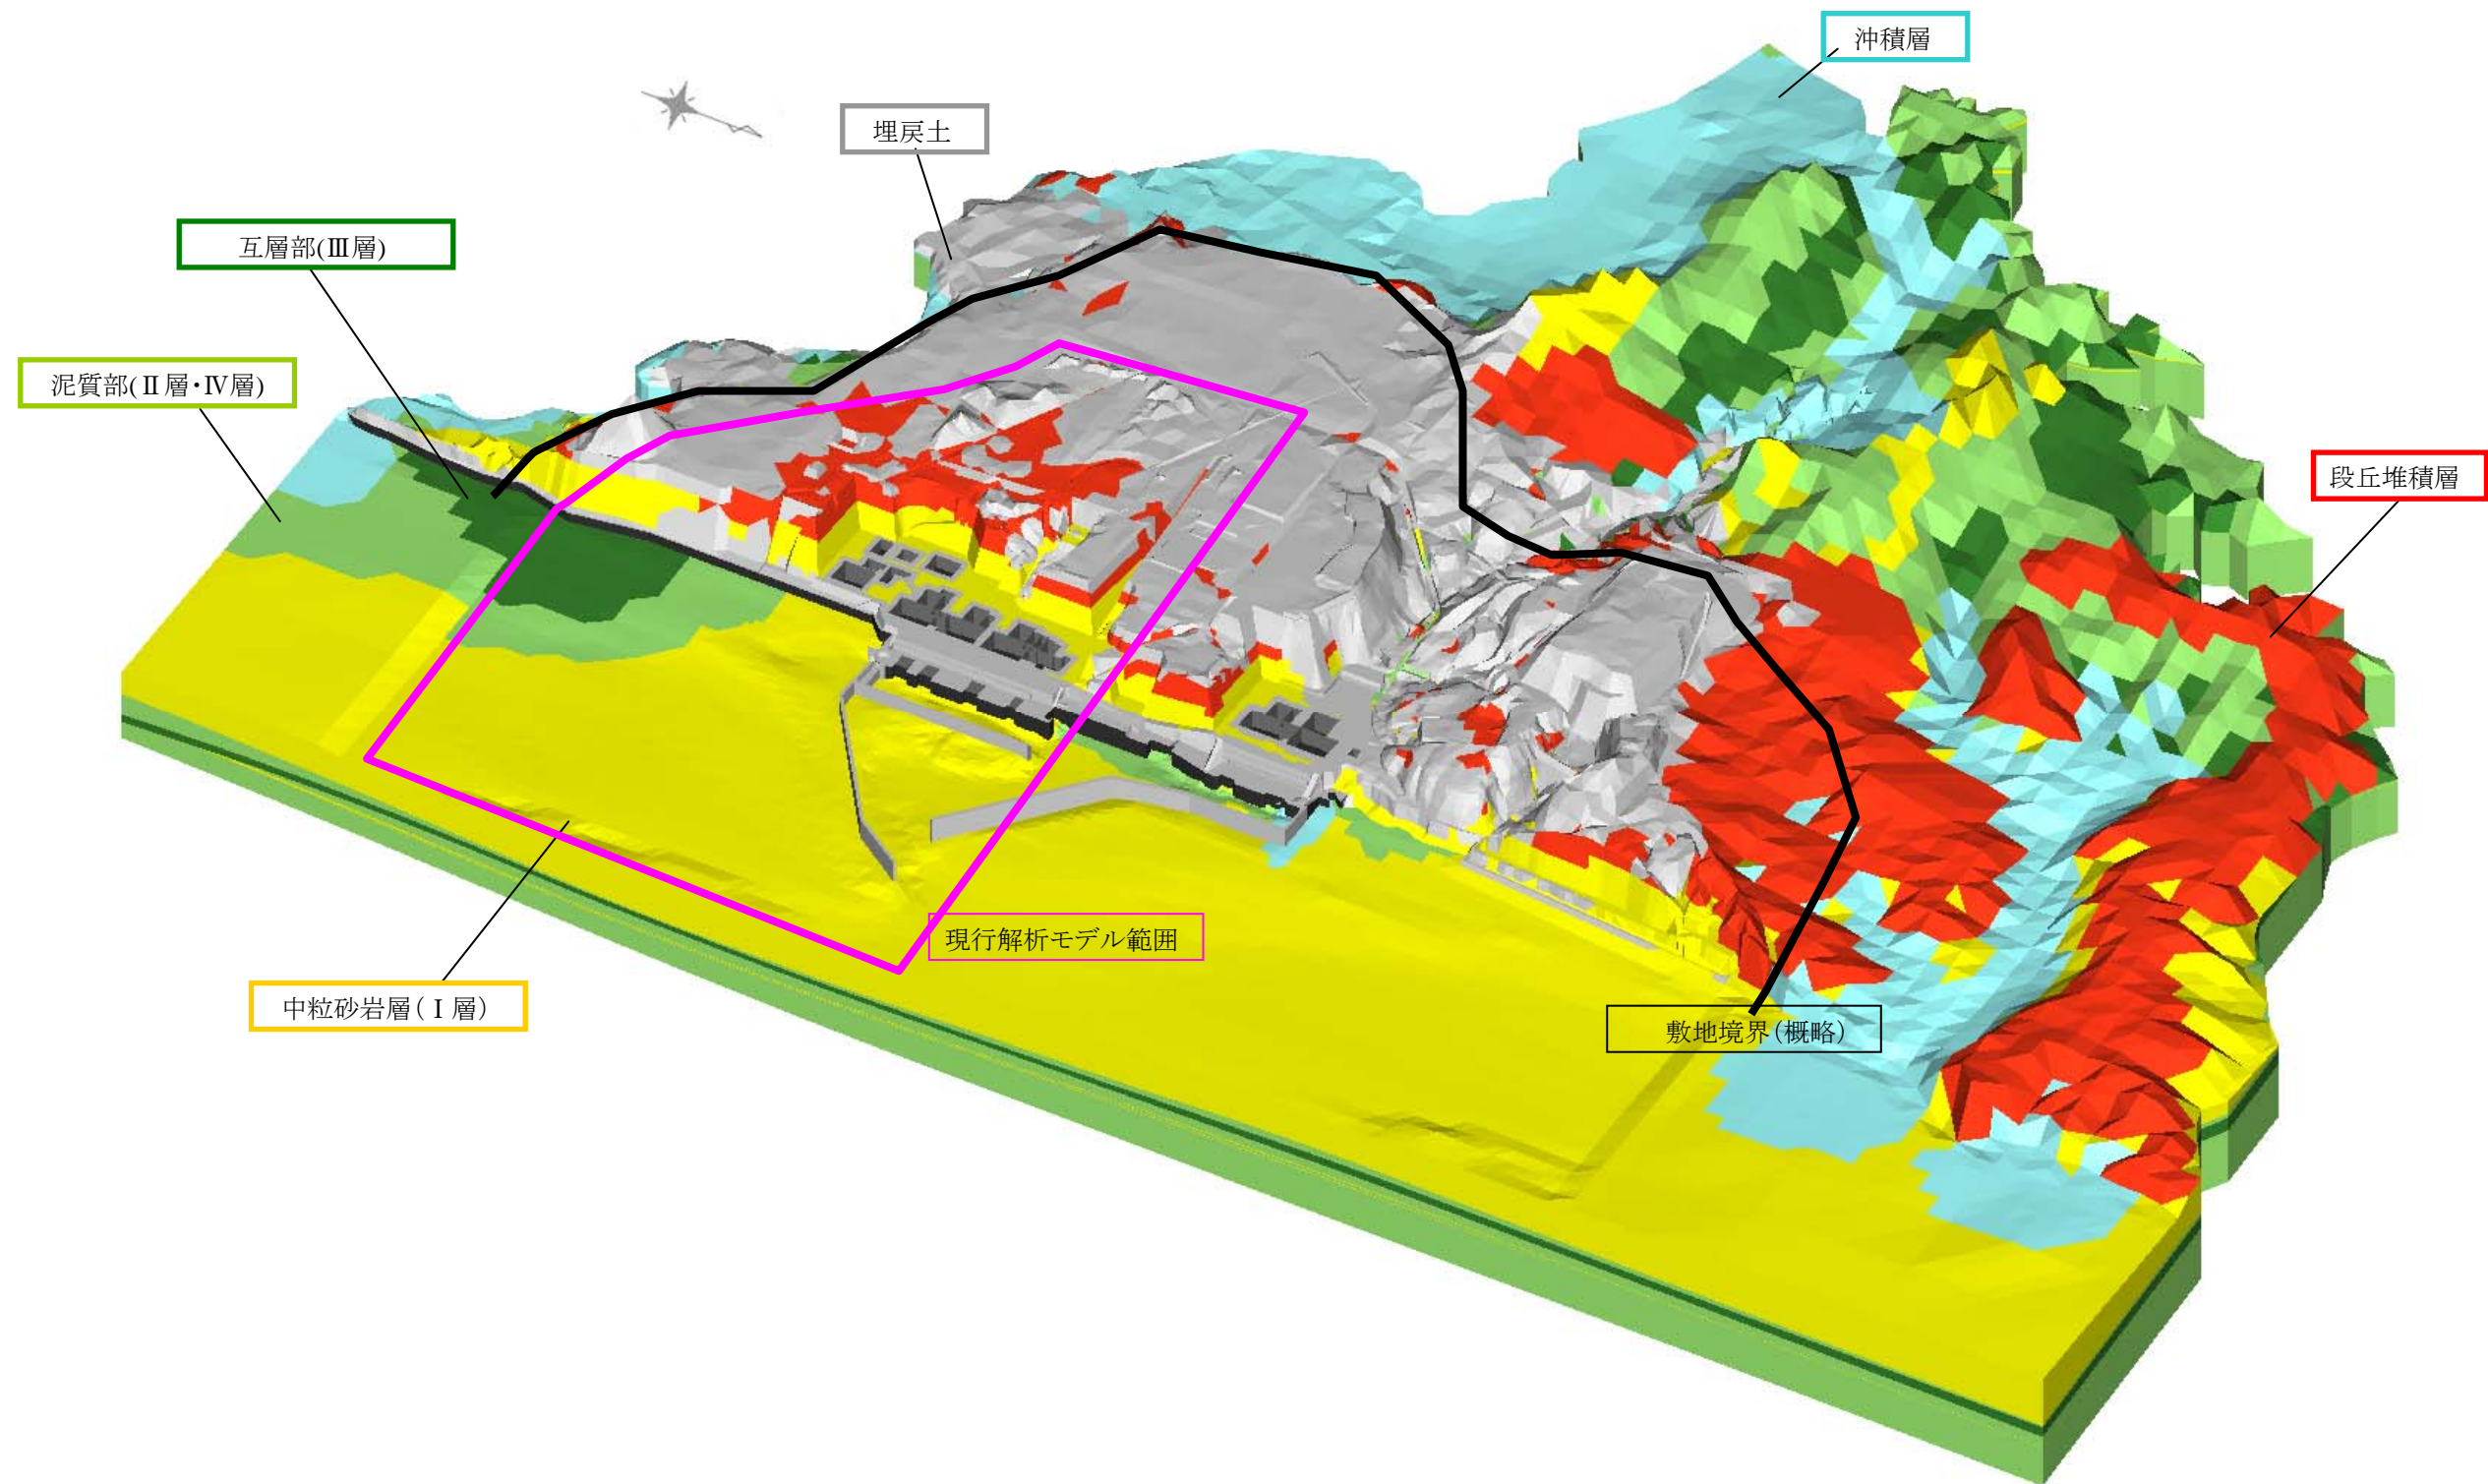 沖積層
埋戻土
互層部(Ⅲ層)
泥質部(Ⅱ層・Ⅳ層)
段丘堆積層
現行解析モデル範囲
中粒砂岩層(Ⅰ層)
敷地境界(概略)